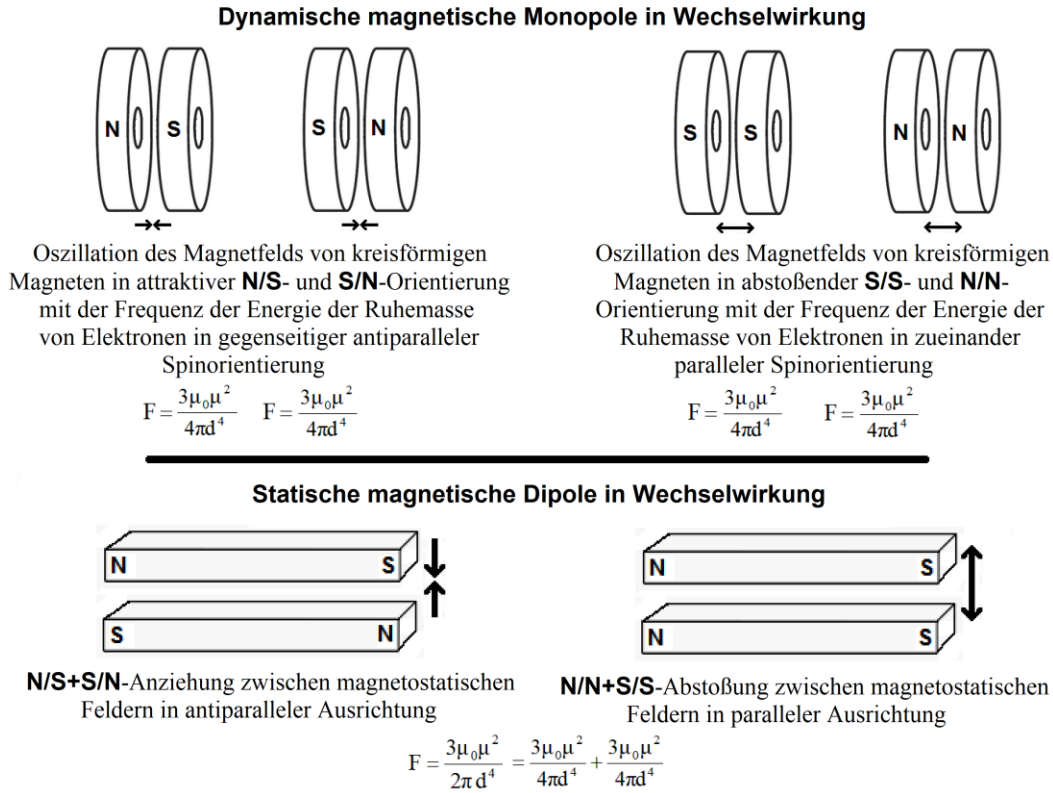 Dynamische magnetische Monopole in Wechselwirkung
N S
S N
S S
N N
Oszillation des Magnetfelds von kreisförmigen
Magneten in attraktiver N/S- und S/N-Orientierung
mit der Frequenz der Energie der Ruhemasse
von Elektronen in gegenseitiger antiparalleler
Spinorientierung
F = 3μ₀μ² / 4πd⁴ F = 3μ₀μ² / 4πd⁴
Oszillation des Magnetfelds von kreisförmigen
Magneten in abstoßender S/S- und N/N-
Orientierung mit der Frequenz der Energie der
Ruhemasse von Elektronen in zueinander
paralleler Spinorientierung
F = 3μ₀μ² / 4πd⁴ F = 3μ₀μ² / 4πd⁴
Statische magnetische Dipole in Wechselwirkung
N S
S N
N/S+S/N-Anziehung zwischen magnetostatischen
Feldern in antiparalleler Ausrichtung
N S
N S
N/N+S/S-Abstoßung zwischen magnetostatischen
Feldern in paralleler Ausrichtung
F = 3μ₀μ² / 2πd⁴ = 3μ₀μ² / 4πd⁴ + 3μ₀μ² / 4πd⁴